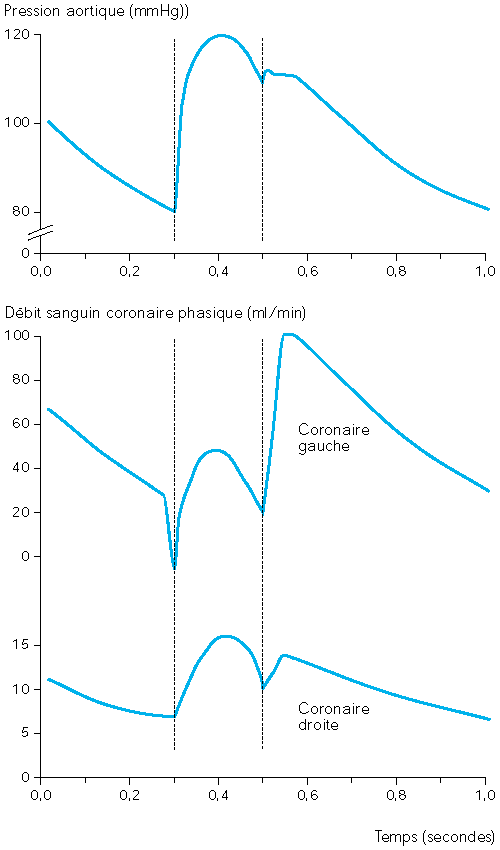 Pression aortique (mmHg))
120
100
80
0
0,0 0,2 0,4 0,6 0,8 1,0
Débit sanguin coronaire phasique (ml/min)
100
80
60
40
20
0
Coronaire
gauche
15
10
5
0
Coronaire
droite
0,0 0,2 0,4 0,6 0,8 1,0
Temps (secondes)